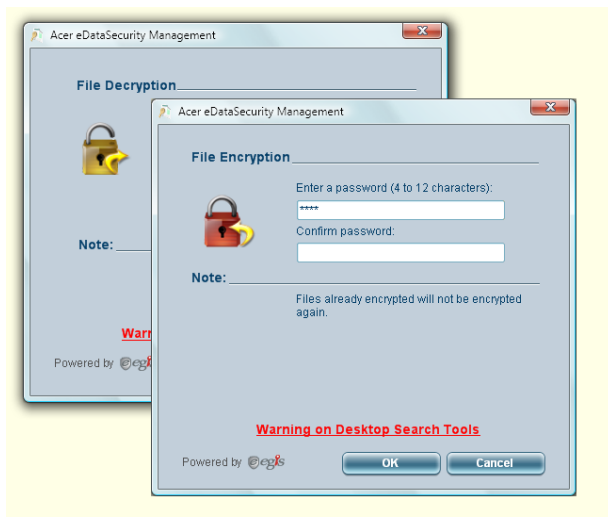 Acer eDataSecurity Management
File Decryption
Note:
Powered by egis
Acer eDataSecurity Management
File Encryption
Enter a password (4 to 12 characters):
****
Confirm password:
Note:
Files already encrypted will not be encrypted
again.
Warning on Desktop Search Tools
Powered by egis
OK
Cancel